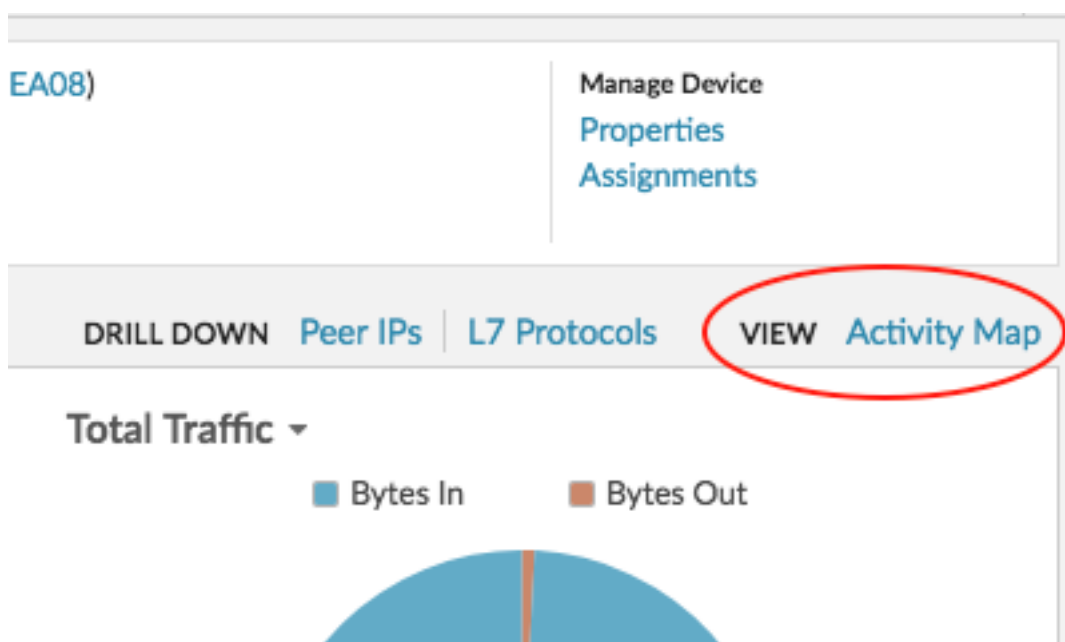 EA08)
Manage Device
Properties
Assignments
DRILL DOWN Peer IPs L7 Protocols VIEW Activity Map
Total Traffic
Bytes In Bytes Out